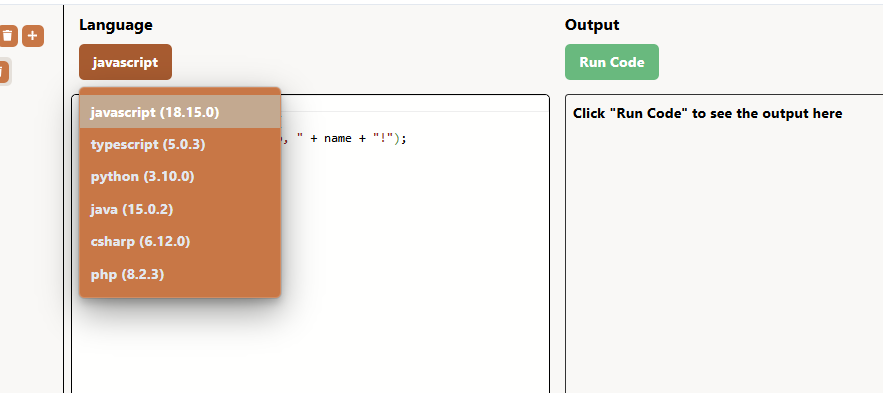 Language
javascript
javascript (18.15.0)
typescript (5.0.3)
python (3.10.0)
java (15.0.2)
csharp (6.12.0)
php (8.2.3)
, " + name + "!");
Output
Run Code
Click "Run Code" to see the output here